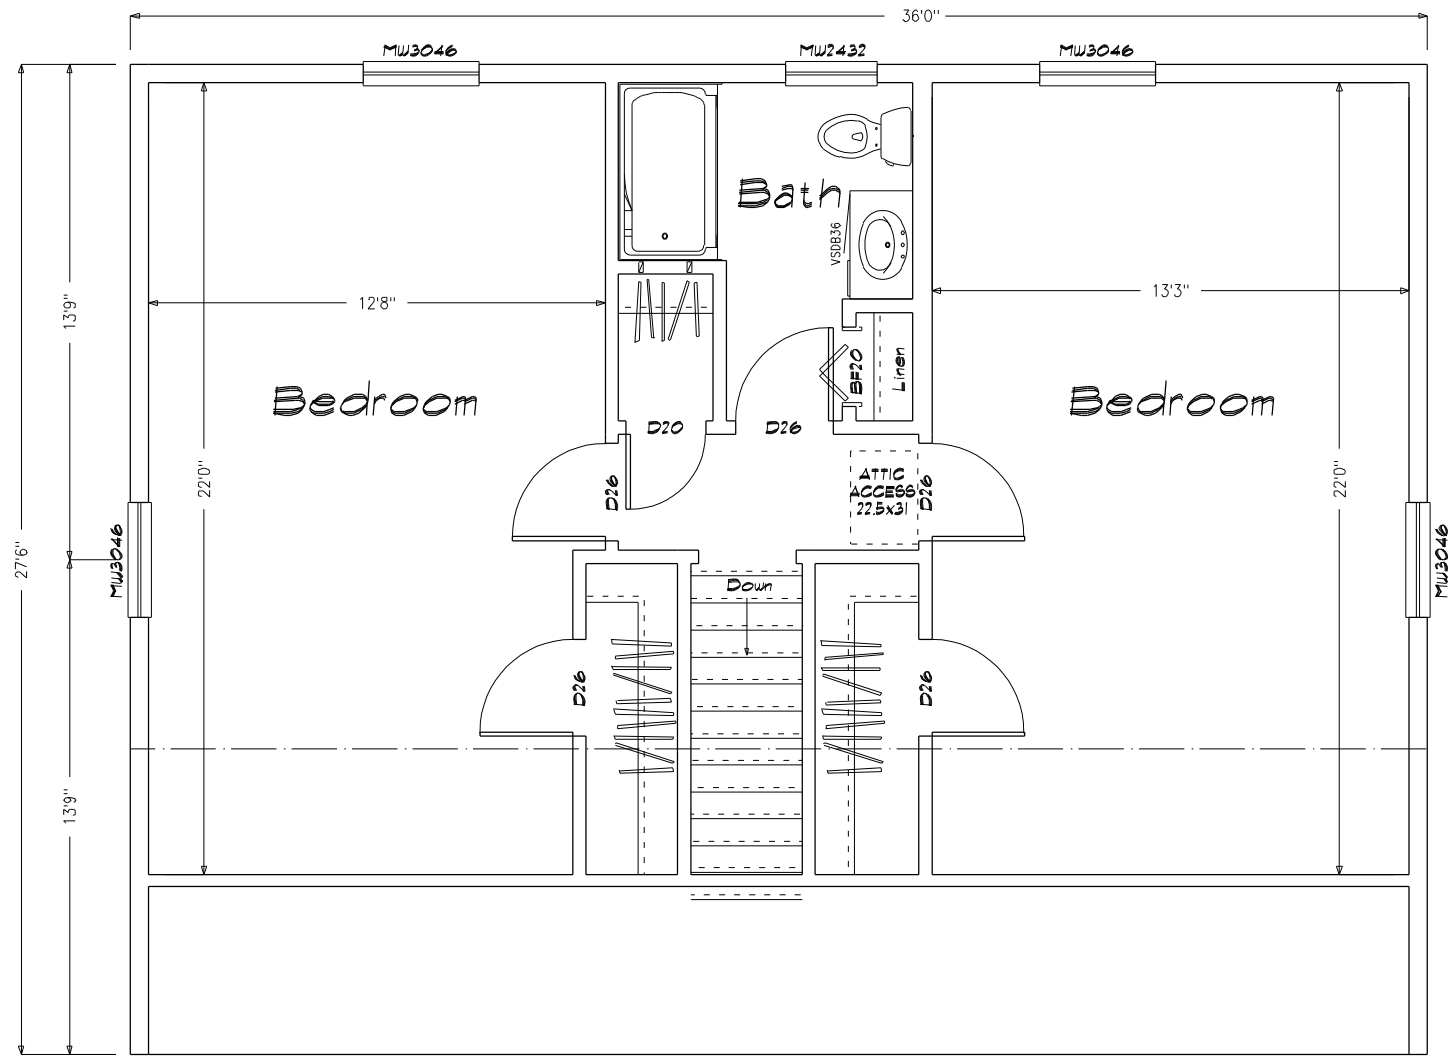 36'0"
MW3046
MW2432
MW3046
Bath
VSDB36
13'9"
12'8"
13'3"
BF20
Linen
Bedroom
Bedroom
D20
D26
22'0"
D26
ATTIC
ACCESS
22.5x31
D26
22'0"
27'6"
MW3046
MW3046
Down
D26
D26
13'9"